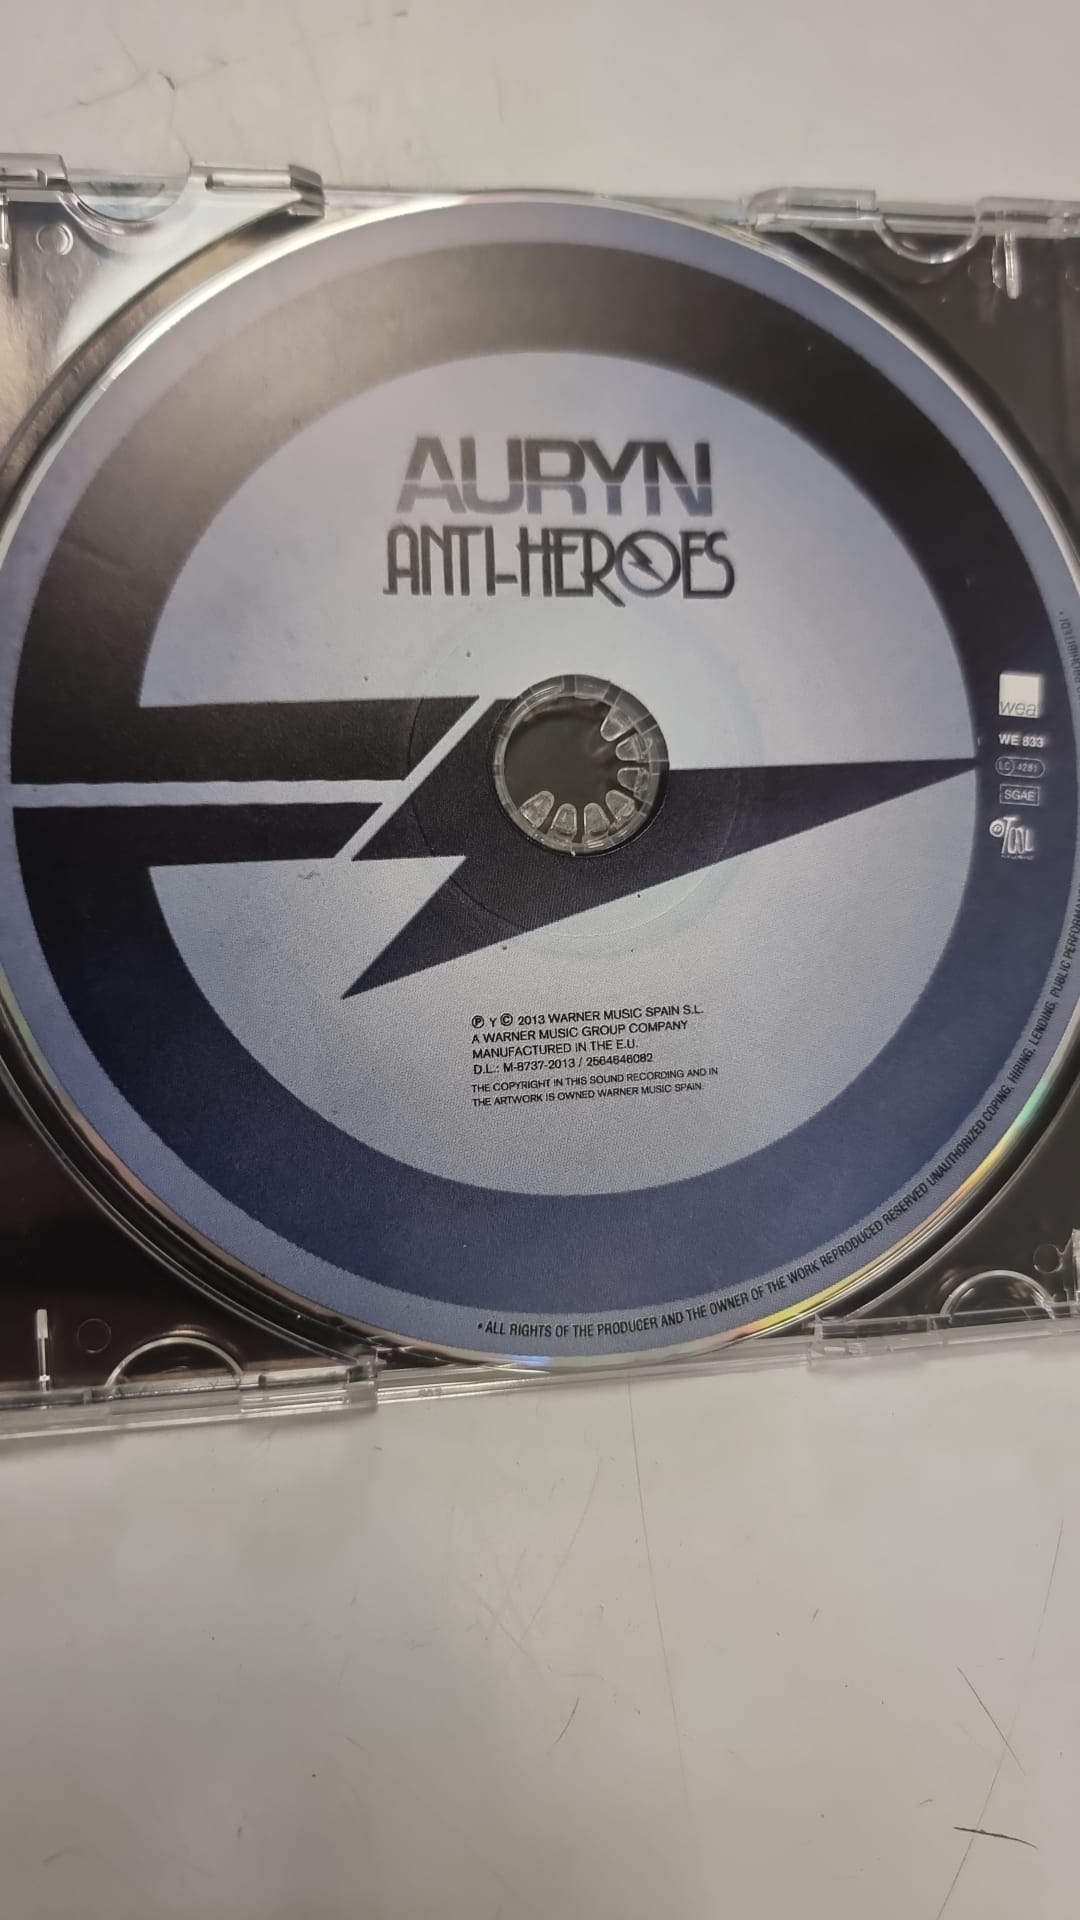 AURYN
ANTI-HEROES
wea
WE 833
LC 4281
SGAE
℗ Y © 2013 WARNER MUSIC SPAIN S.L.
A WARNER MUSIC GROUP COMPANY
MANUFACTURED IN THE E.U.
D.L.: M-8737-2013 / 2564646082
THE COPYRIGHT IN THIS SOUND RECORDING AND IN
THE ARTWORK IS OWNED WARNER MUSIC SPAIN.
• ALL RIGHTS OF THE PRODUCER AND THE OWNER OF THE WORK REPRODUCED RESERVED UNAUTHORIZED COPING, HIRING, LENDING, PUBLIC